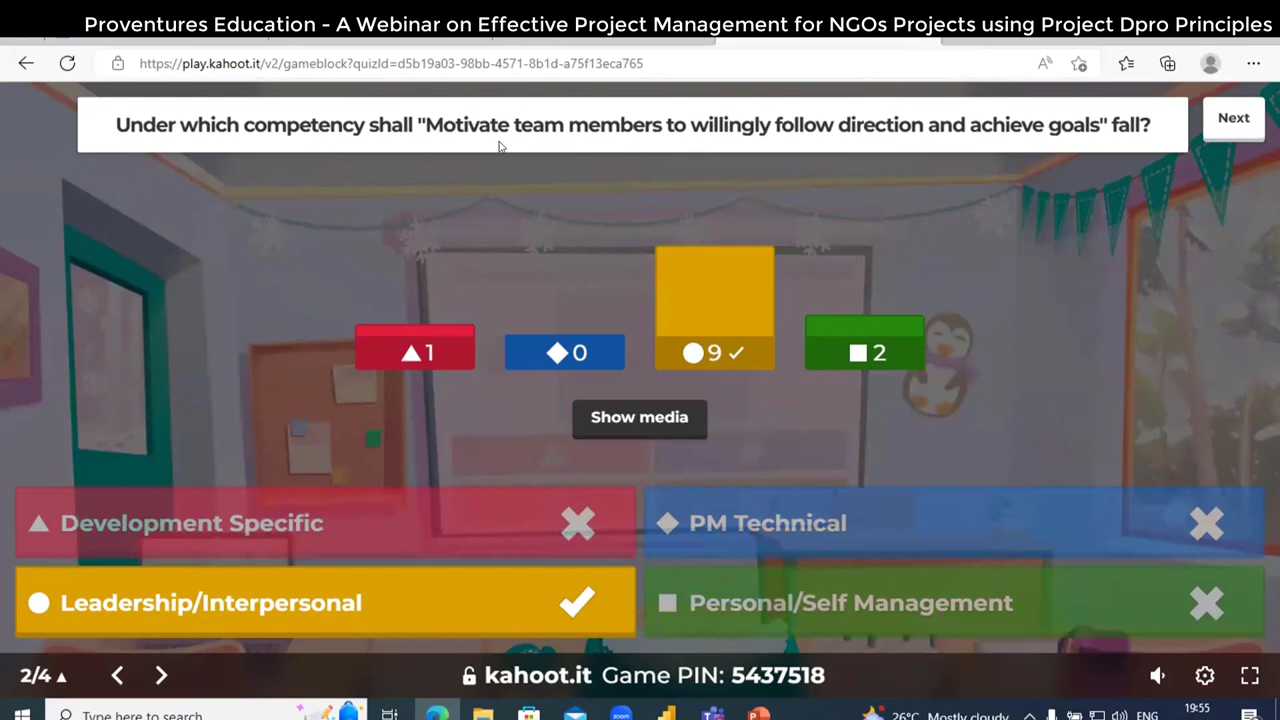 Proventures Education - A Webinar on Effective Project Management for NGOs Projects using Project Dpro Principles
https://play.kahoot.it/v2/gameblock?quizId=d5b19a03-98bb-4571-8b1d-a75f13eca765
Under which competency shall "Motivate team members to willingly follow direction and achieve goals" fall?
Next
1
0
9
2
Show media
Development Specific
PM Technical
Leadership/Interpersonal
Personal/Self Management
2/4
kahoot.it Game PIN: 5437518
19:55
Type here to search
zoom
26°C Mostly cloudy
ENG